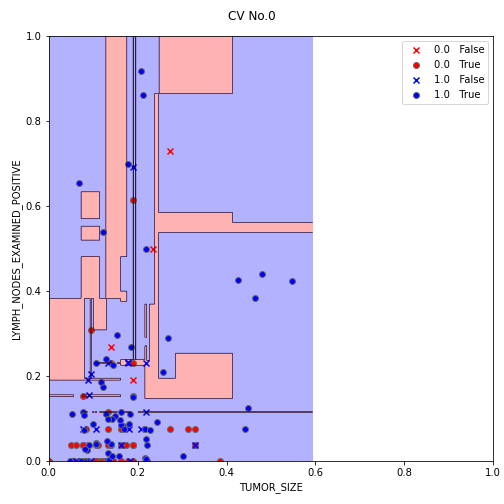 CV No.0
1.0
0.8
0.6
0.4
0.2
0.0
LYMPH_NODES_EXAMINED_POSITIVE
0.0 False
0.0 True
1.0 False
1.0 True
0.0 0.2 0.4 0.6 0.8 1.0
TUMOR_SIZE